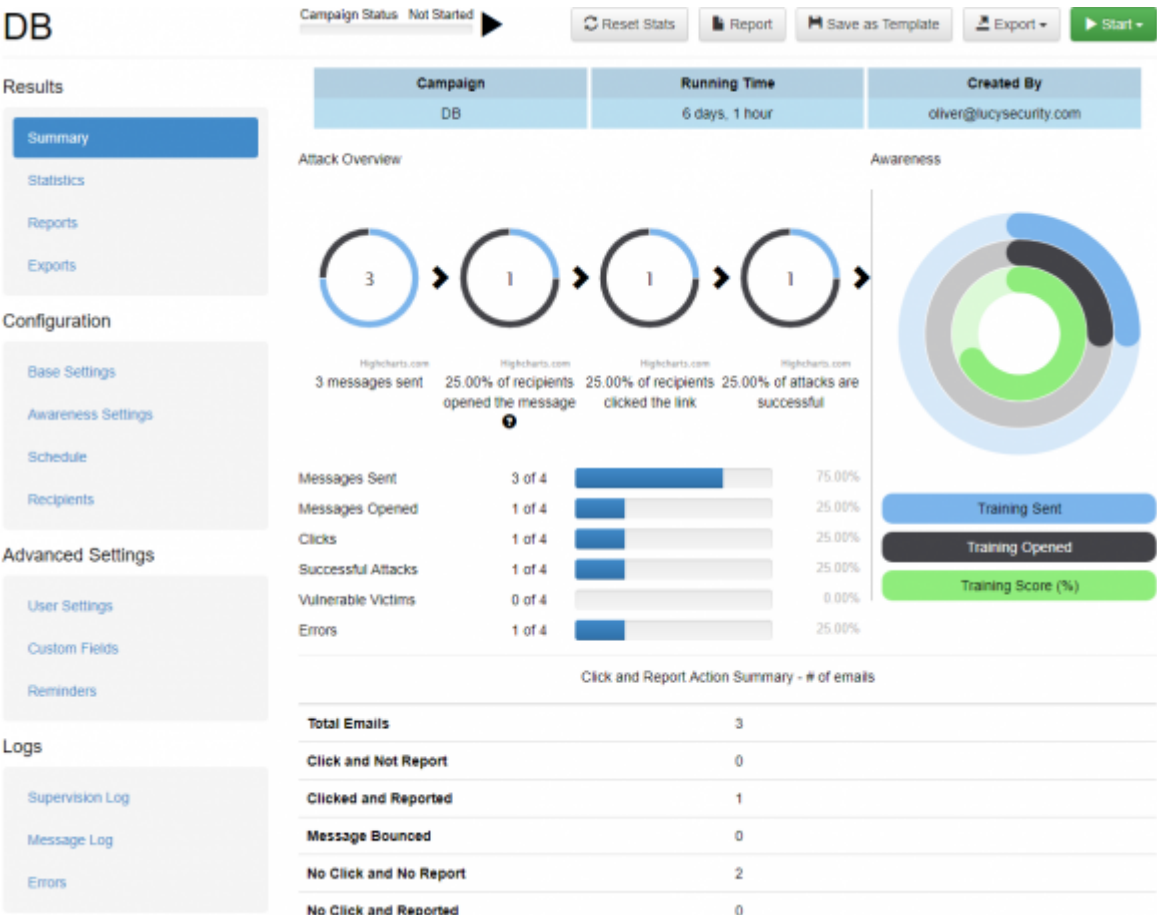 DB
Campaign Status Not Started
Reset Stats
Report
Save as Template
Export
Start
Results
Summary
Statistics
Reports
Exports
Configuration
Base Settings
Awareness Settings
Schedule
Recipients
Advanced Settings
User Settings
Custom Fields
Reminders
Logs
Supervision Log
Message Log
Errors
Campaign Running Time Created By
DB 6 days, 1 hour oliver@lucysecurity.com
Attack Overview
3 1 1 1
Highcharts.com Highcharts.com Highcharts.com Highcharts.com
3 messages sent
25.00% of recipients
opened the message
?
25.00% of recipients
clicked the link
25.00% of attacks are
successful
Messages Sent 3 of 4 75.00%
Messages Opened 1 of 4 25.00%
Clicks 1 of 4 25.00%
Successful Attacks 1 of 4 25.00%
Vulnerable Victims 0 of 4 0.00%
Errors 1 of 4 25.00%
Awareness
Training Sent
Training Opened
Training Score (%)
Click and Report Action Summary - # of emails
Total Emails 3
Click and Not Report 0
Clicked and Reported 1
Message Bounced 0
No Click and No Report 2
No Click and Reported 0